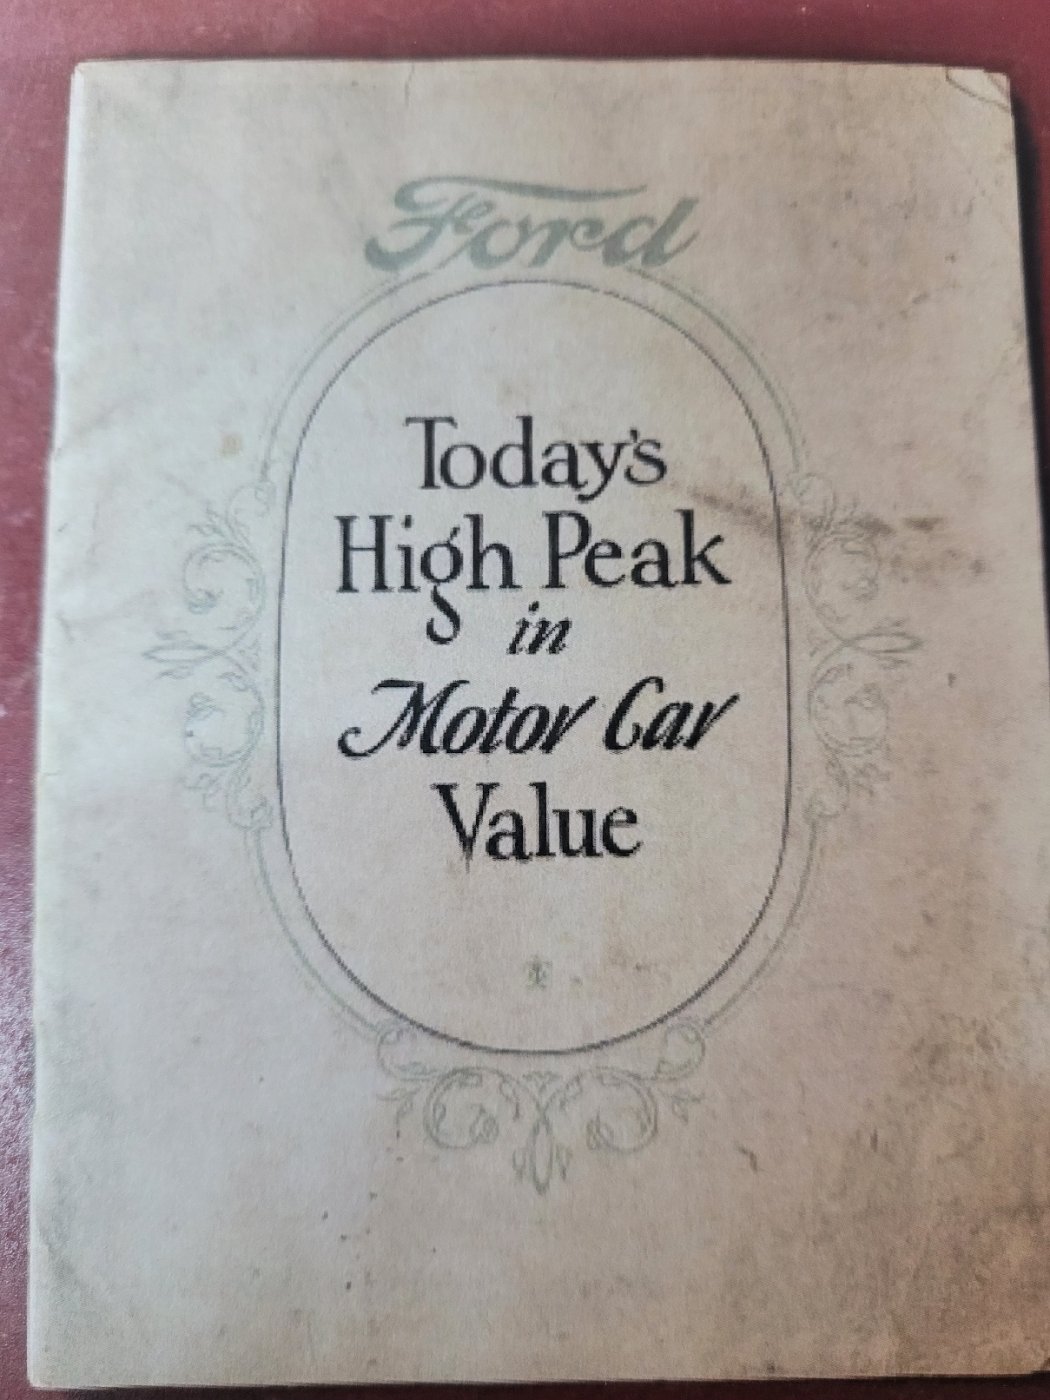 Ford
Today's
High Peak
in
Motor Car
Value